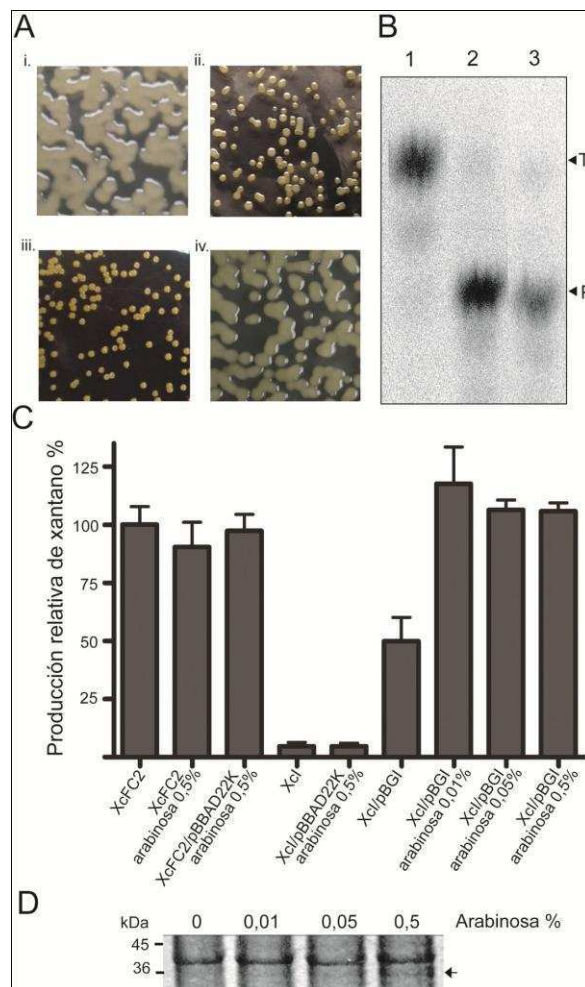 A
i.
ii.
iii.
iv.
B
1 2 3
T
C
Producción relativa de xantano %
125
100
75
50
25
XcFC2
XcFC2
arabinosa 0.5%
XcFC2/pBBAD22K
arabinosa 0.5%
XcI
XcI/pBBAD22K
arabinosa 0.5%
XcI/pBGI
XcI/pBGI
arabinosa 0,01%
XcI/pBGI
arabinosa 0,05%
XcI/pBGI
arabinosa 0.5%
D
kDa 0 0,01 0,05 0,5 Arabinosa %
45
36